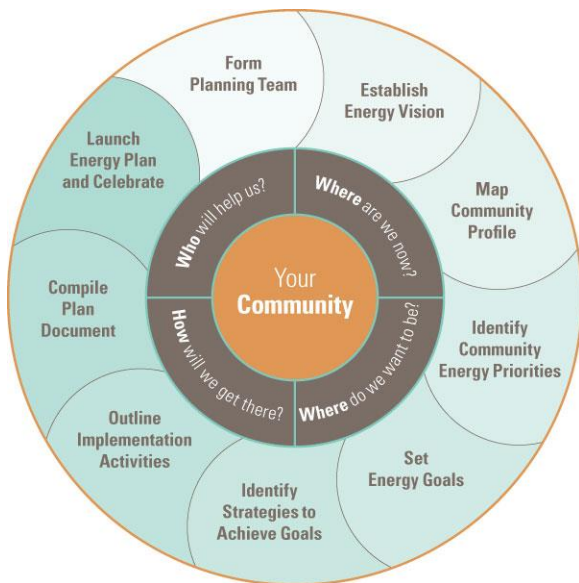 Form
Planning Team
Establish
Energy Vision
Map
Community
Profile
Identify
Community
Energy Priorities
Set
Energy Goals
Identify
Strategies to
Achieve Goals
Outline
Implementation
Activities
Compile
Plan
Document
Launch
Energy Plan
and Celebrate
Who will help us?
Where are we now?
Where do we want to be?
How will we get there?
Your
Community